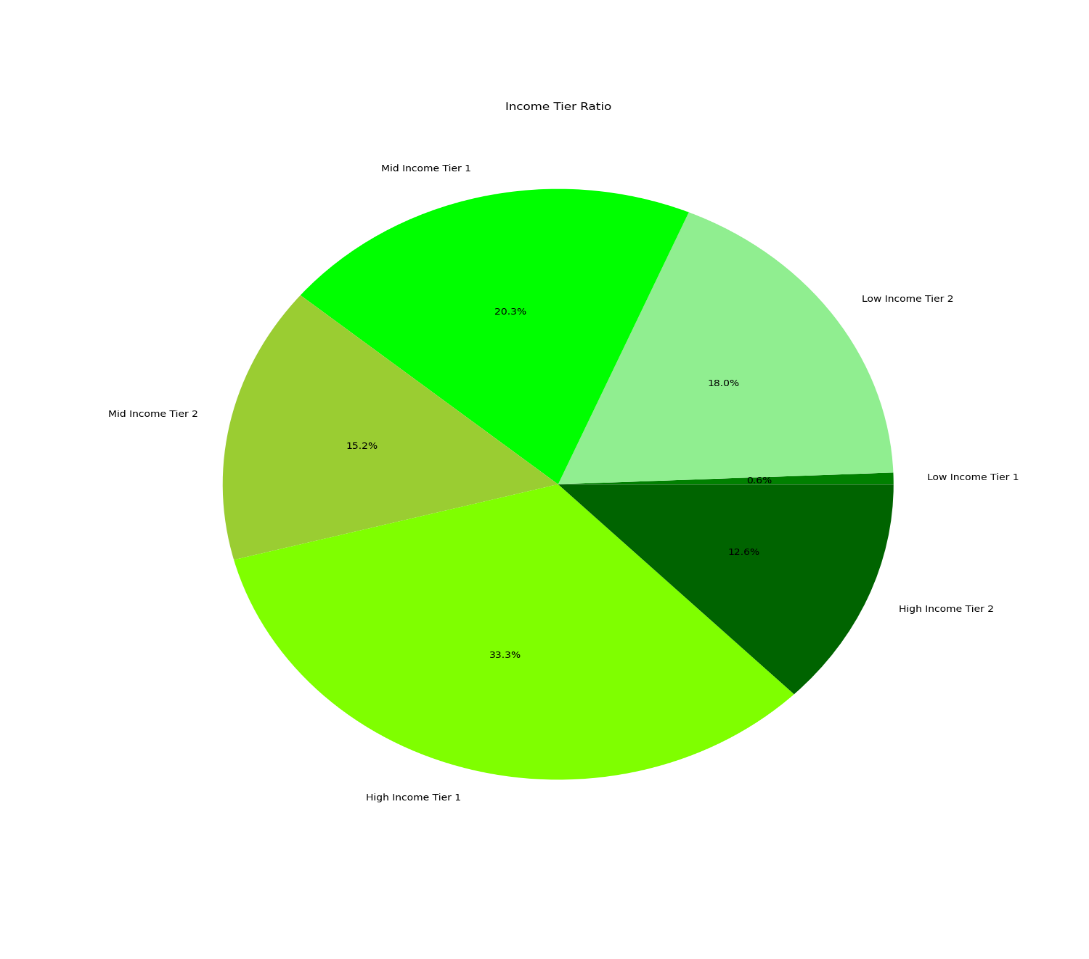 Income Tier Ratio
Mid Income Tier 1
Low Income Tier 2
20.3%
18.0%
Mid Income Tier 2
15.2%
Low Income Tier 1
0.6%
12.6%
High Income Tier 2
33.3%
High Income Tier 1